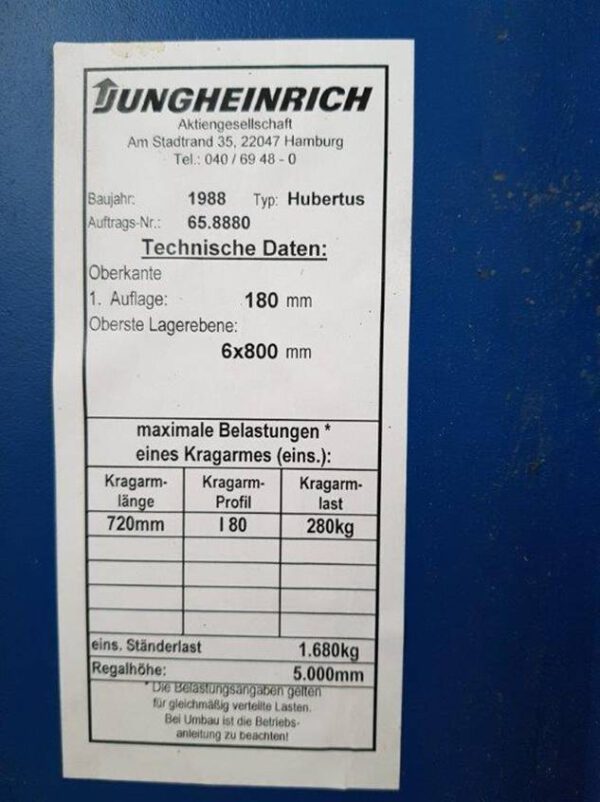 JUNGHEINRICH
Aktiengesellschaft
Am Stadtrand 35, 22047 Hamburg
Tel.: 040 / 69 48 - 0
Baujahr: 1988 Typ: Hubertus
Auftrags-Nr.: 65.8880
Technische Daten:
Oberkante
1. Auflage: 180 mm
Oberste Lagerebene:
6x800 mm
maximale Belastungen *
eines Kragarmes (eins.):
Kragarm- Kragarm- Kragarm-
länge Profil last
720mm I 80 280kg
eins. Ständerlast 1.680kg
Regalhöhe: 5.000mm
* Die Belastungsangaben gelten
für gleichmäßig verteilte Lasten.
Bei Umbau ist die Betriebs-
anleitung zu beachten!